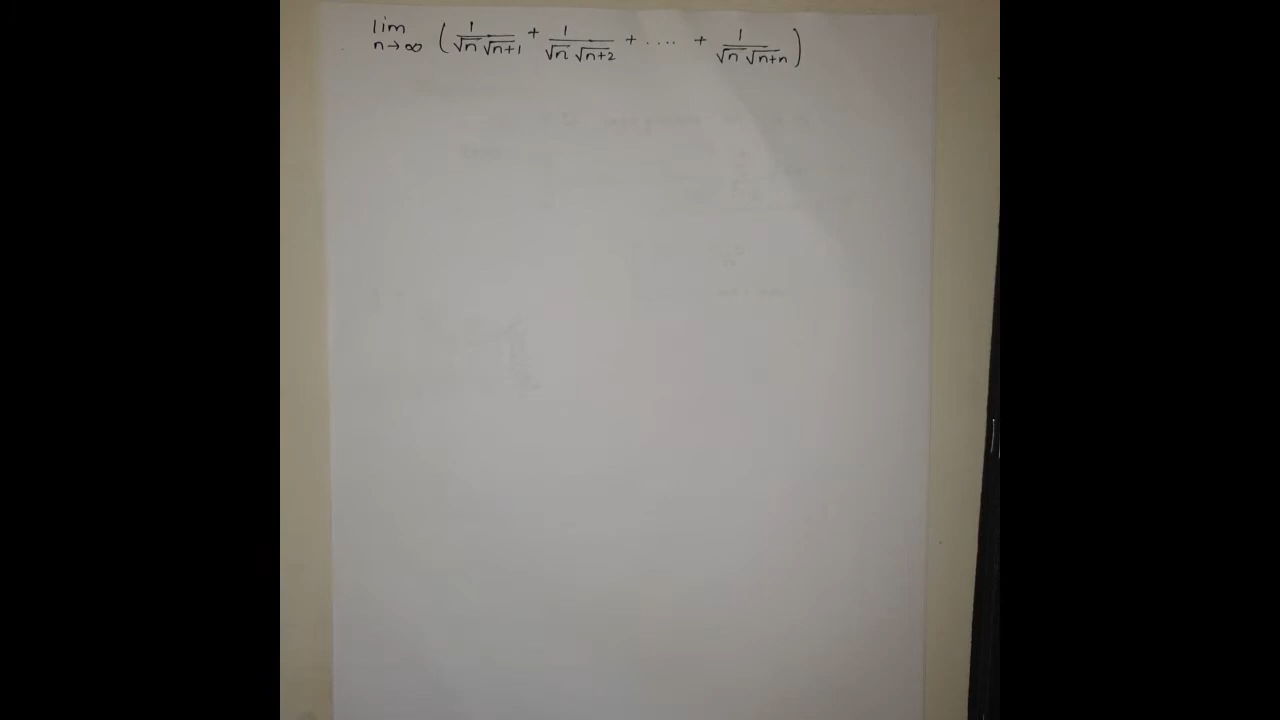 lim n→∞ ( 1/(√n √n+1) + 1/(√n √n+2) + .... + 1/(√n √n+n) )